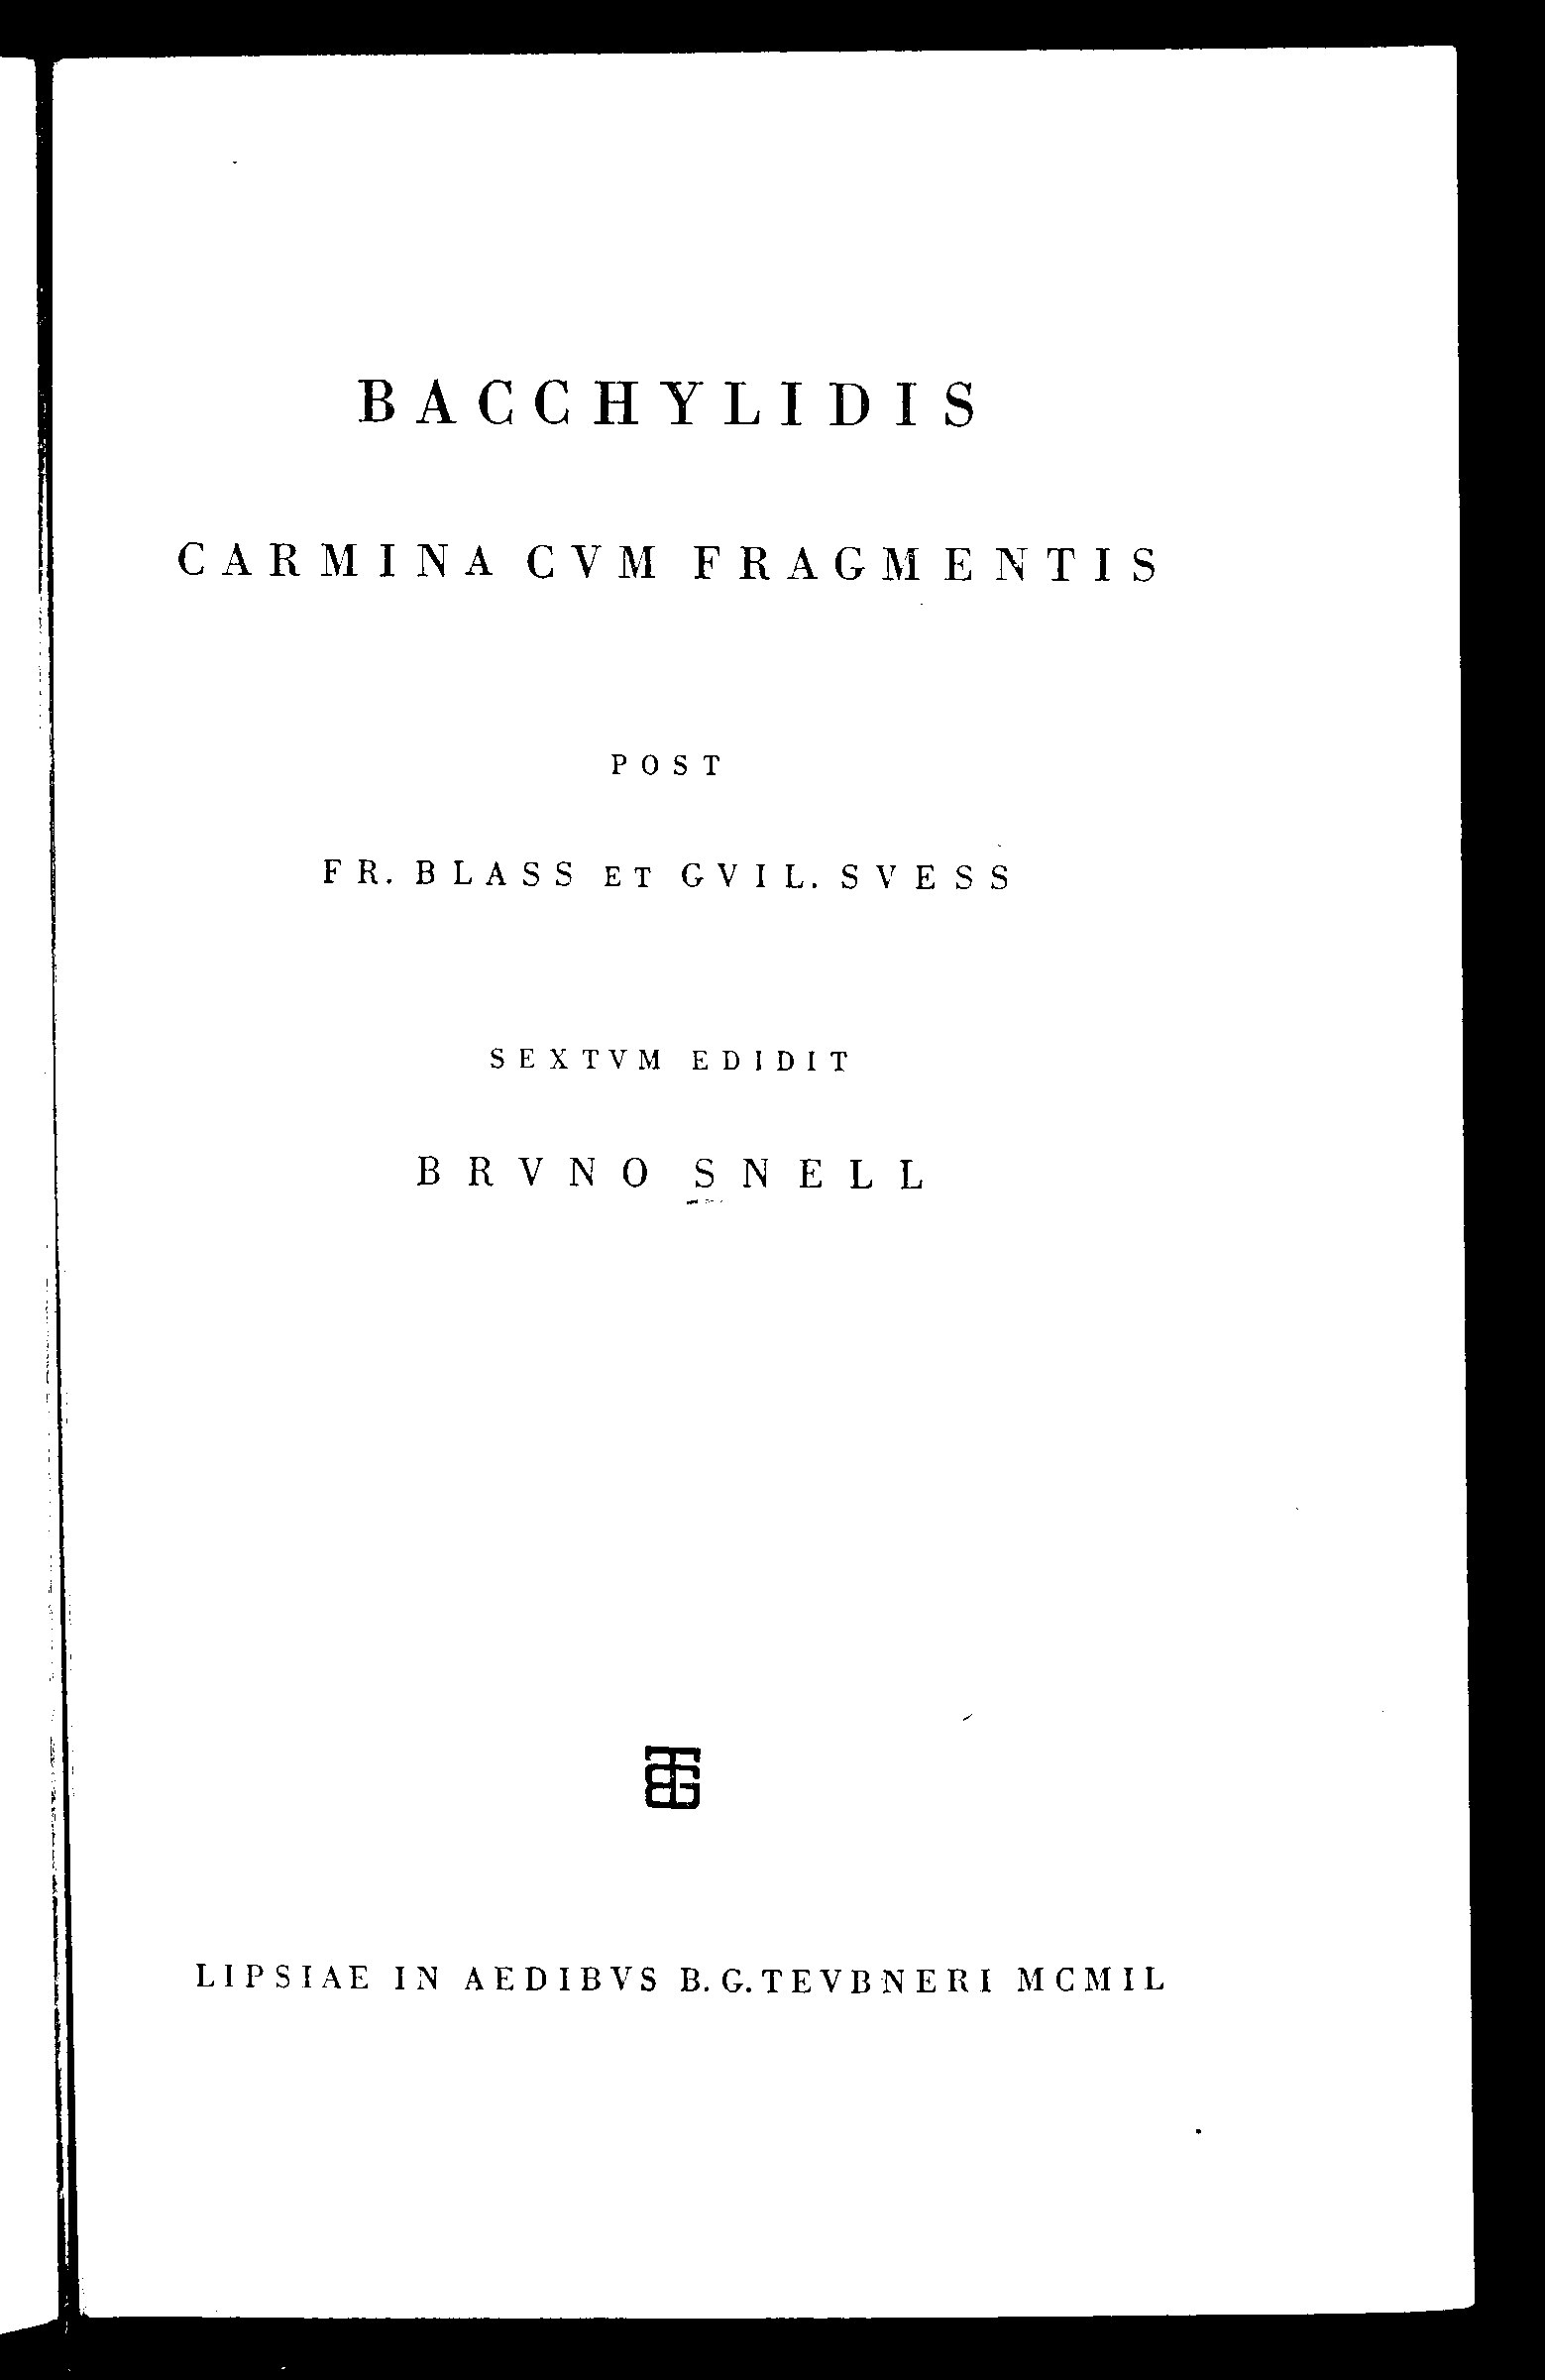 BACCHYLIDIS
CARMINA CVM FRAGMENTIS
POST
FR. BLASS ET GVIL. SVESS
SEXTVM EDIDIT
BRVNO SNELL
BTG
LIPSIAE IN AEDIBVS B. G. TEVBNERI MCMIL